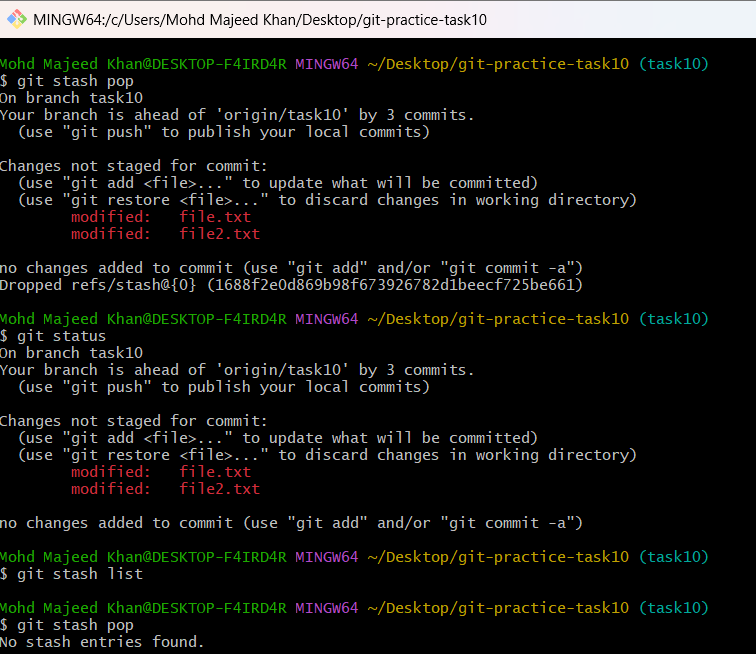 MINGW64:/c/Users/Mohd Majeed Khan/Desktop/git-practice-task10
Mohd Majeed Khan@DESKTOP-F4IRD4R MINGW64 ~/Desktop/git-practice-task10 (task10)
$ git stash pop
On branch task10
Your branch is ahead of 'origin/task10' by 3 commits.
  (use "git push" to publish your local commits)
Changes not staged for commit:
  (use "git add <file>..." to update what will be committed)
  (use "git restore <file>..." to discard changes in working directory)
        modified:   file.txt
        modified:   file2.txt
no changes added to commit (use "git add" and/or "git commit -a")
Dropped refs/stash@{0} (1688f2e0d869b98f673926782d1beecf725be661)
Mohd Majeed Khan@DESKTOP-F4IRD4R MINGW64 ~/Desktop/git-practice-task10 (task10)
$ git status
On branch task10
Your branch is ahead of 'origin/task10' by 3 commits.
  (use "git push" to publish your local commits)
Changes not staged for commit:
  (use "git add <file>..." to update what will be committed)
  (use "git restore <file>..." to discard changes in working directory)
        modified:   file.txt
        modified:   file2.txt
no changes added to commit (use "git add" and/or "git commit -a")
Mohd Majeed Khan@DESKTOP-F4IRD4R MINGW64 ~/Desktop/git-practice-task10 (task10)
$ git stash list
Mohd Majeed Khan@DESKTOP-F4IRD4R MINGW64 ~/Desktop/git-practice-task10 (task10)
$ git stash pop
No stash entries found.